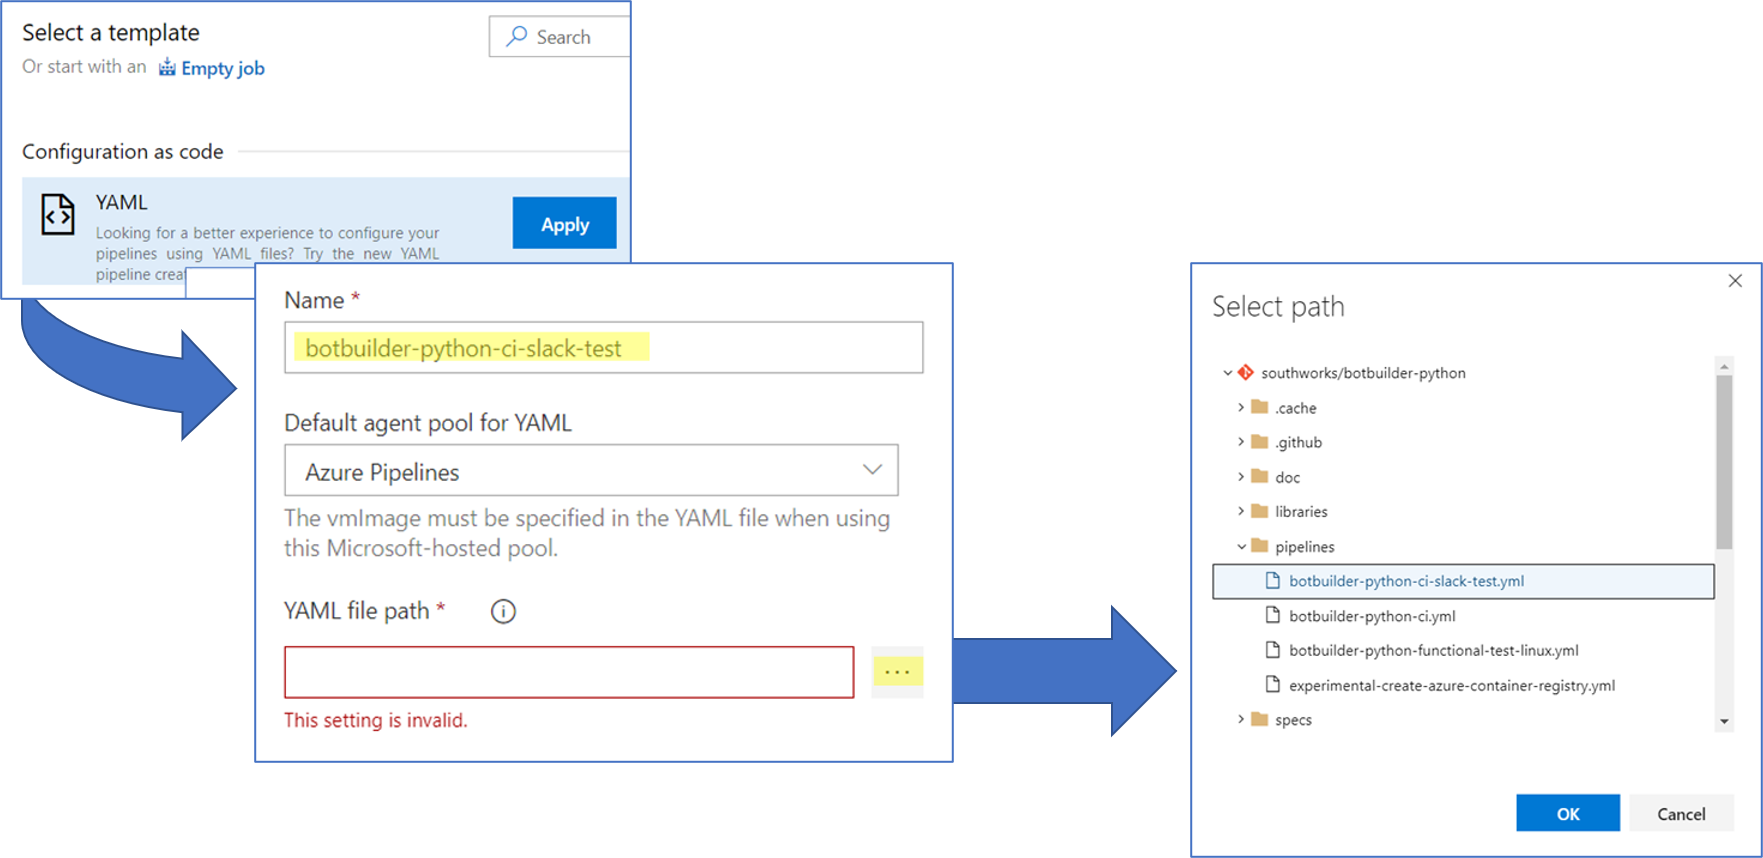 Select a template
Search
Or start with an Empty job
Configuration as code
YAML
Apply
Looking for a better experience to configure your
pipelines using YAML files? Try the new YAML
pipeline
Name *
botbuilder-python-ci-slack-test
Default agent pool for YAML
Azure Pipelines
The vmImage must be specified in the YAML file when using
this Microsoft-hosted pool.
YAML file path *
...
This setting is invalid.
Select path
southworks/botbuilder-python
.cache
.github
doc
libraries
pipelines
botbuilder-python-ci-slack-test.yml
botbuilder-python-ci.yml
botbuilder-python-functional-test-linux.yml
experimental-create-azure-container-registry.yml
specs
OK
Cancel